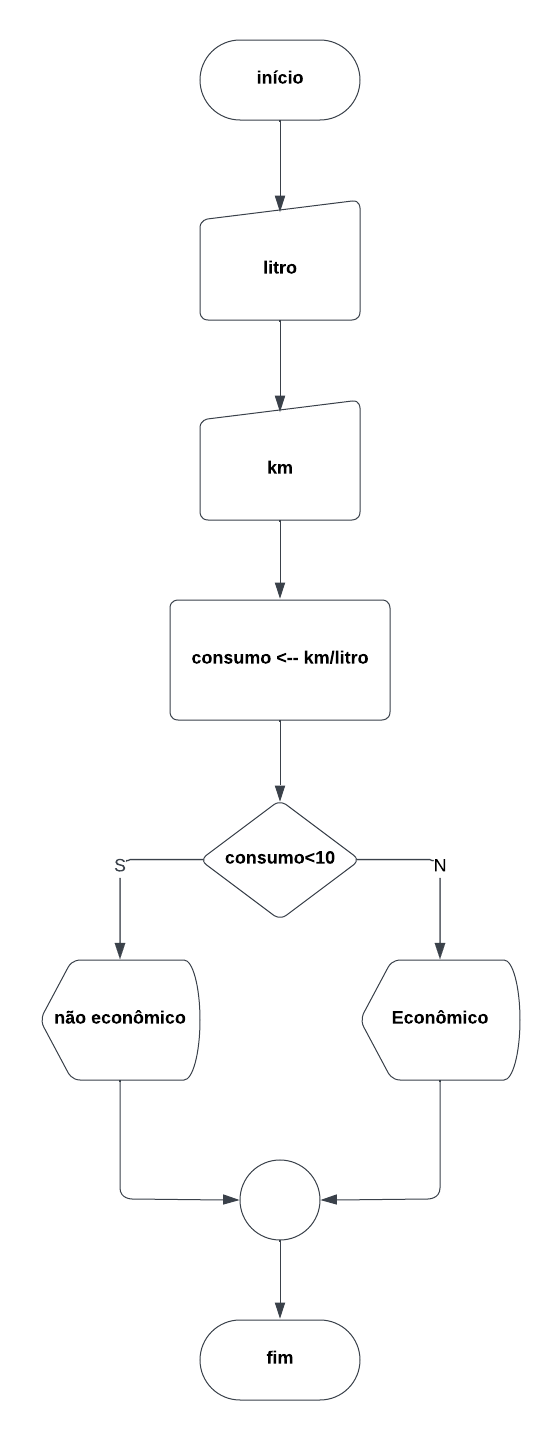 início
litro
km
consumo <-- km/litro
consumo<10
S
N
não econômico
Econômico
fim